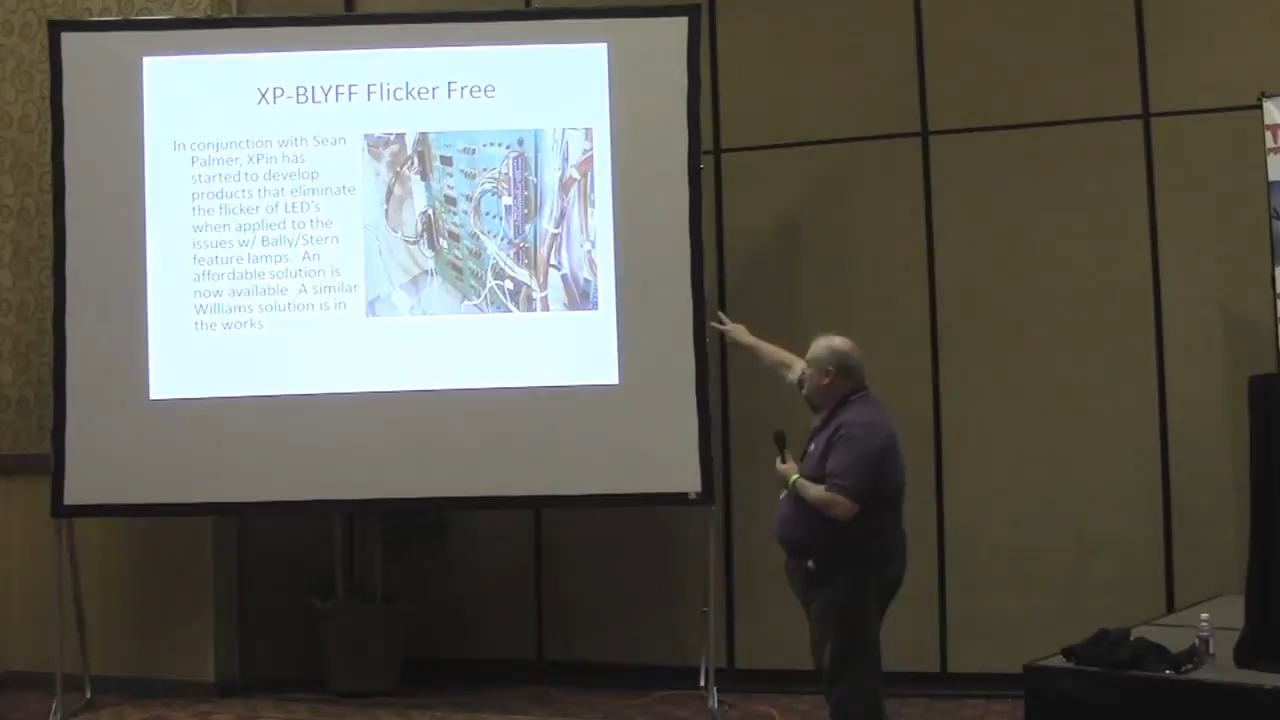 XP-BLYFF Flicker Free
In conjunction with Sean
Palmer, XPin has
started to develop
products that eliminate
the flicker of LED's
when applied to the
issues w/ Bally/Stern
feature lamps. An
affordable solution is
now available. A similar
Williams solution is in
the works